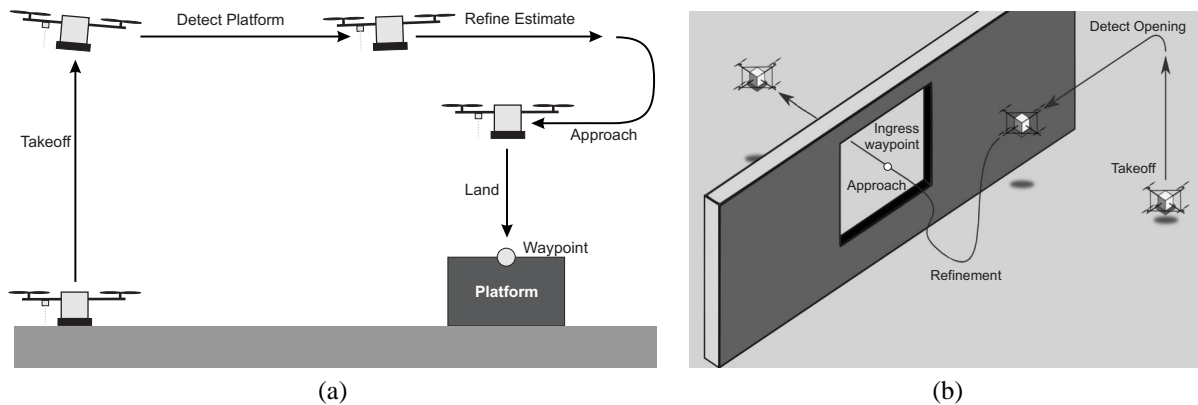 Detect Platform
Refine Estimate
Takeoff
Approach
Land
Waypoint
Platform
(a)
Detect Opening
Ingress
waypoint
Approach
Takeoff
Refinement
(b)